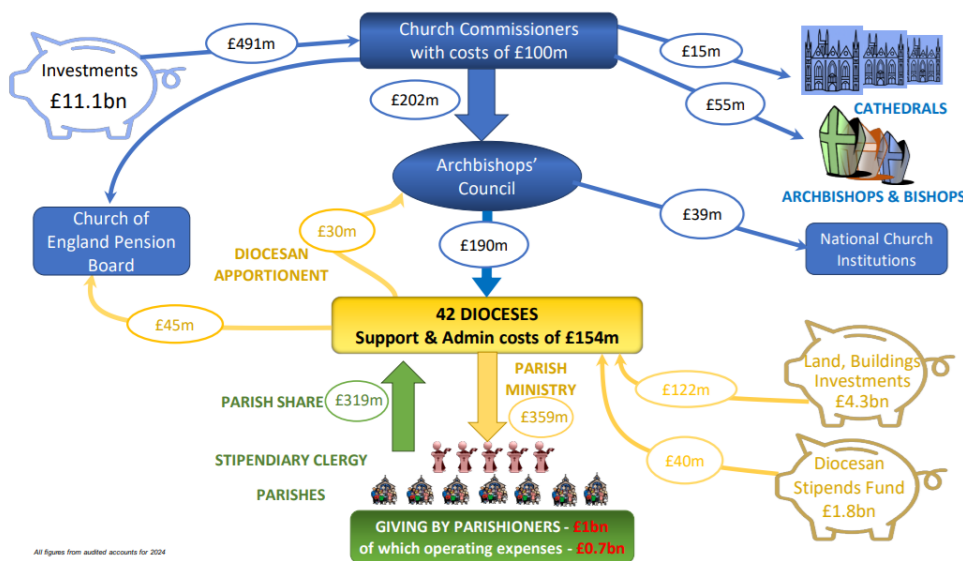 £491m
Church Commissioners
with costs of £100m
£15m
Investments
£11.1bn
£202m
£55m
CATHEDRALS
Archbishops'
Council
ARCHBISHOPS & BISHOPS
Church of
England Pension
Board
£30m
£39m
DIOCESAN
APPORTIONENT
£190m
National Church
Institutions
£45m
42 DIOCESES
Support & Admin costs of £154m
PARISH SHARE
£319m
PARISH
MINISTRY
£359m
£122m
Land, Buildings
Investments
£4.3bn
STIPENDIARY CLERGY
PARISHES
£40m
Diocesan
Stipends Fund
£1.8bn
GIVING BY PARISHIONERS - £1bn
of which operating expenses - £0.7bn
All figures from audited accounts for 2024